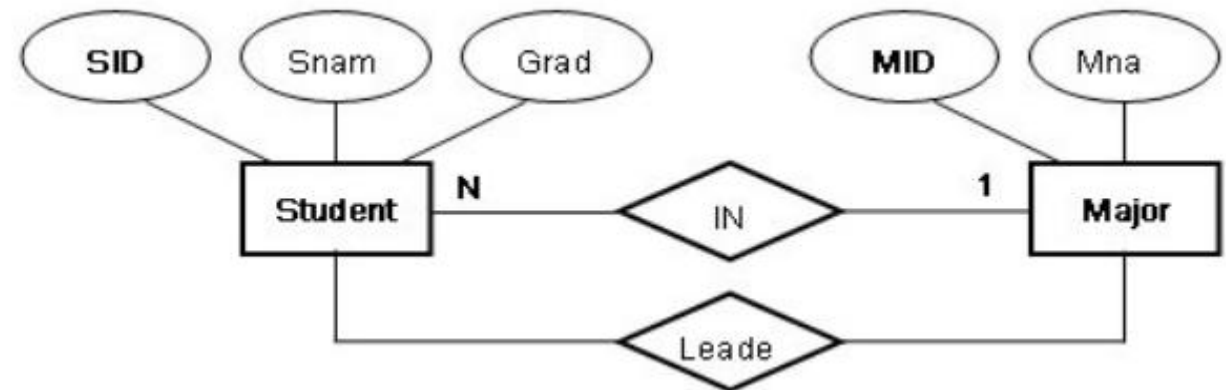 SID Snam Grad MID Mna
N 1
Student IN Major
Leade